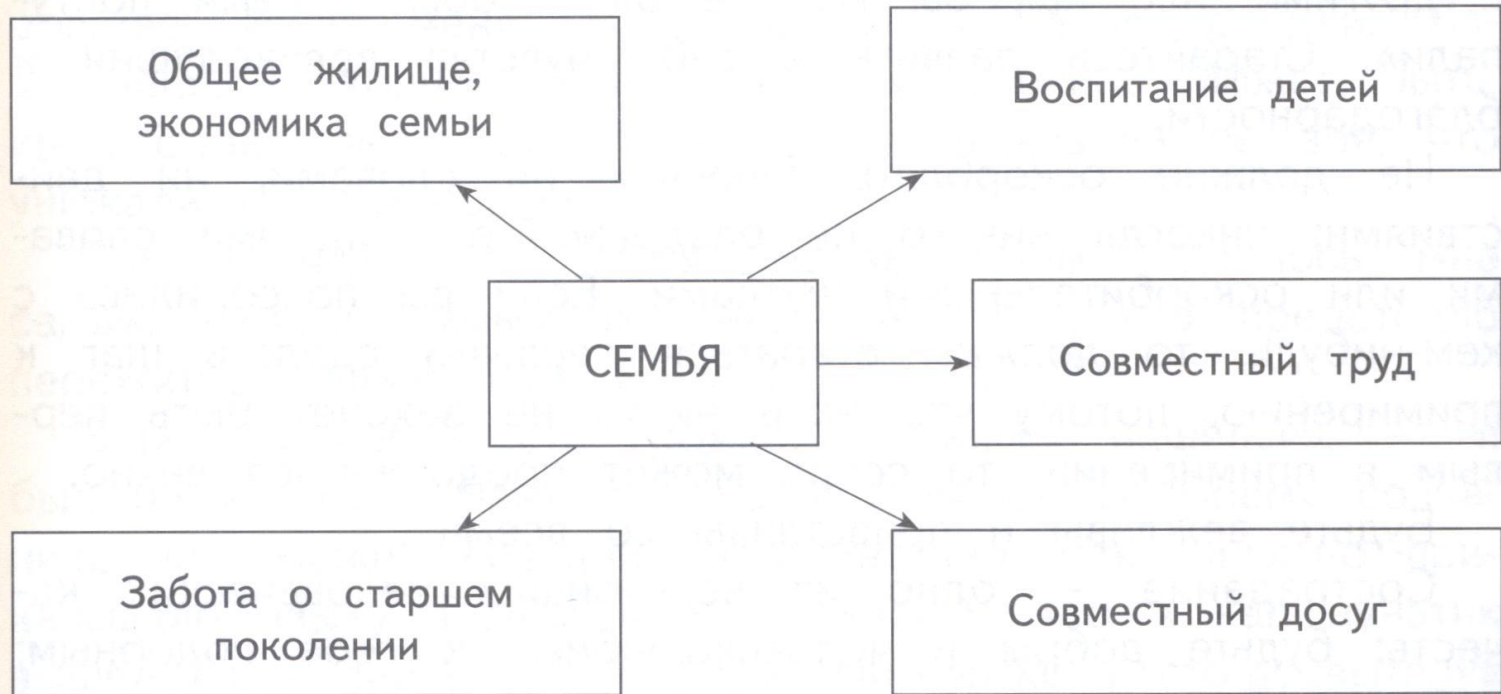 Общее жилище,
экономика семьи
Воспитание детей
СЕМЬЯ
Совместный труд
Забота о старшем
поколении
Совместный досуг